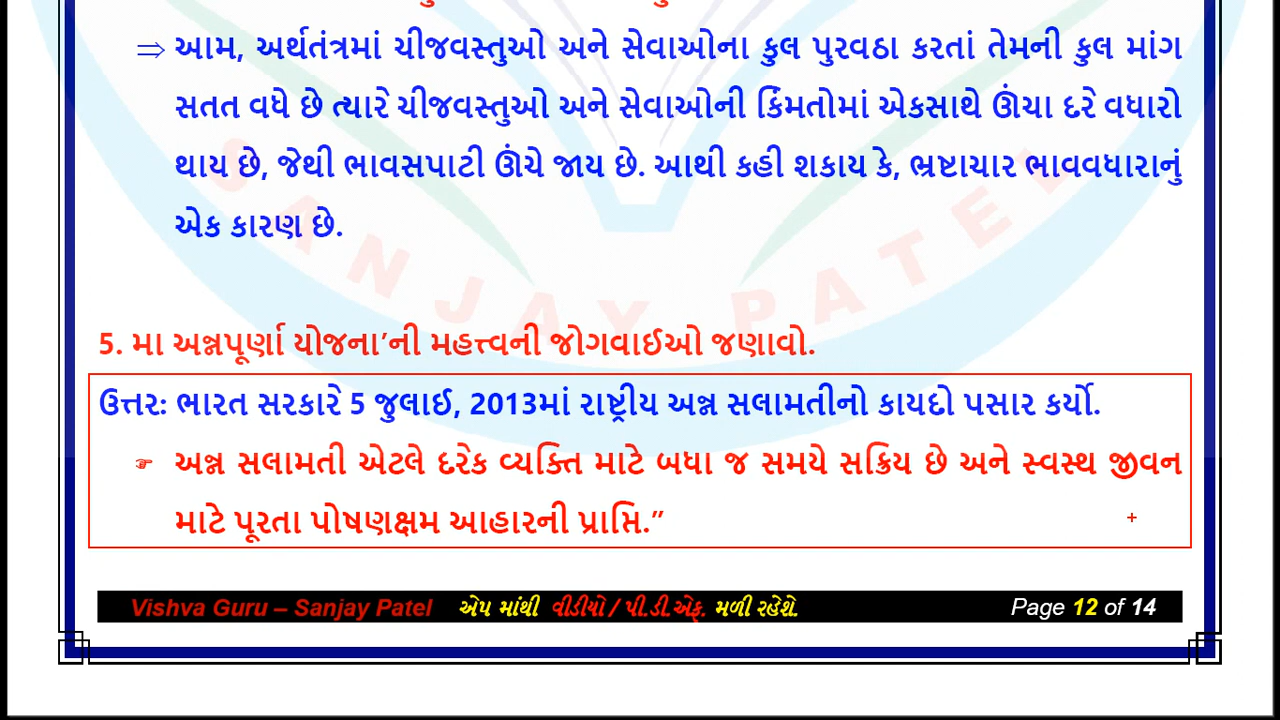 ⇒ આમ, અર્થતંત્રમાં ચીજવસ્તુઓ અને સેવાઓના કુલ પુરવઠા કરતાં તેમની કુલ માંગ
સતત વધે છે ત્યારે ચીજવસ્તુઓ અને સેવાઓની કિંમતોમાં એકસાથે ઊંચા દરે વધારો
થાય છે, જેથી ભાવસપાટી ઊંચે જાય છે. આથી કહી શકાય કે, ભ્રષ્ટાચાર ભાવવધારાનું
એક કારણ છે.
SANJAY PATEL
5. મા અન્નપૂર્ણા યોજના’ની મહત્ત્વની જોગવાઈઓ જણાવો.
ઉત્તર: ભારત સરકારે 5 જુલાઈ, 2013માં રાષ્ટ્રીય અન્ન સલામતીનો કાયદો પસાર કર્યો.
☞ અન્ન સલામતી એટલે દરેક વ્યક્તિ માટે બધા જ સમયે સક્રિય છે અને સ્વસ્થ જીવન
માટે પૂરતા પોષણક્ષમ આહારની પ્રાપ્તિ.”
Vishva Guru – Sanjay Patel એપ માંથી વીડીયો / પી.ડી.એફ. મળી રહેશે. Page 12 of 14